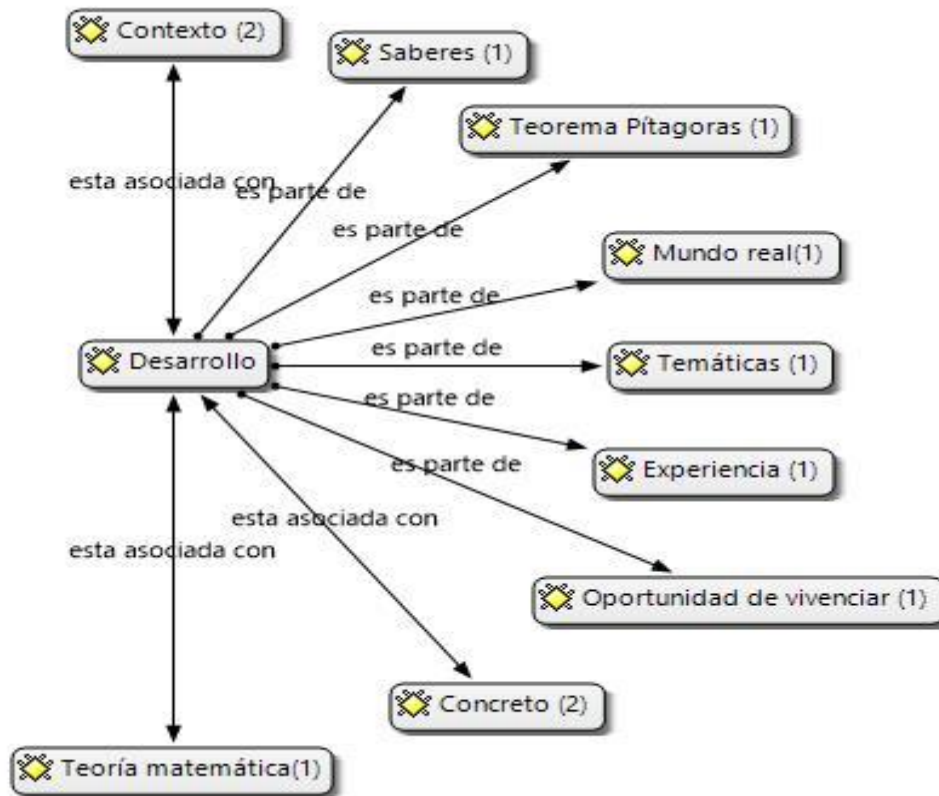 Contexto (2)
Saberes (1)
Teorema Pítagoras (1)
esta asociada con
es parte de
es parte de
Mundo real(1)
es parte de
Desarrollo
es parte de
Temáticas (1)
es parte de
es parte de
Experiencia (1)
esta asociada con
esta asociada con
Oportunidad de vivenciar (1)
Concreto (2)
Teoría matemática(1)